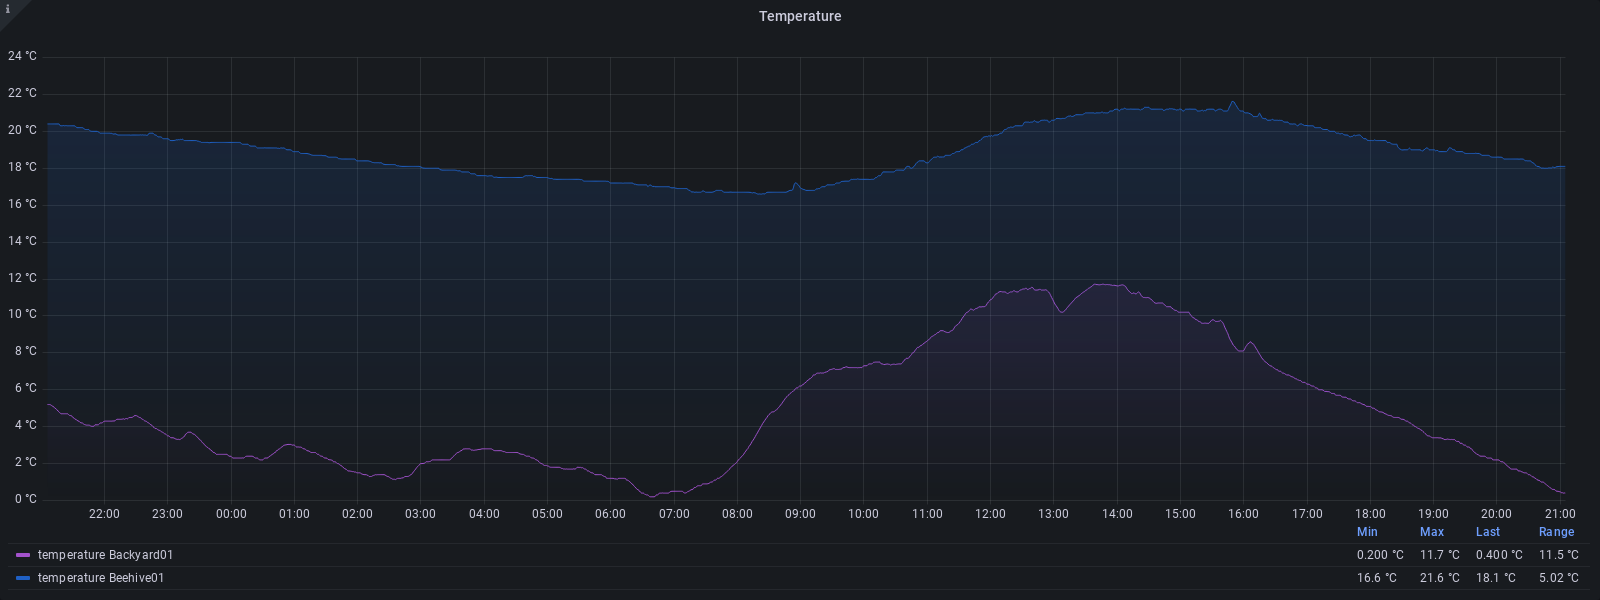 i
Temperature
24 °C
22 °C
20 °C
18 °C
16 °C
14 °C
12 °C
10 °C
8 °C
6 °C
4 °C
2 °C
0 °C
22:00 23:00 00:00 01:00 02:00 03:00 04:00 05:00 06:00 07:00 08:00 09:00 10:00 11:00 12:00 13:00 14:00 15:00 16:00 17:00 18:00 19:00 20:00 21:00
Min Max Last Range
temperature Backyard01 0.200 °C 11.7 °C 0.400 °C 11.5 °C
temperature Beehive01 16.6 °C 21.6 °C 18.1 °C 5.02 °C